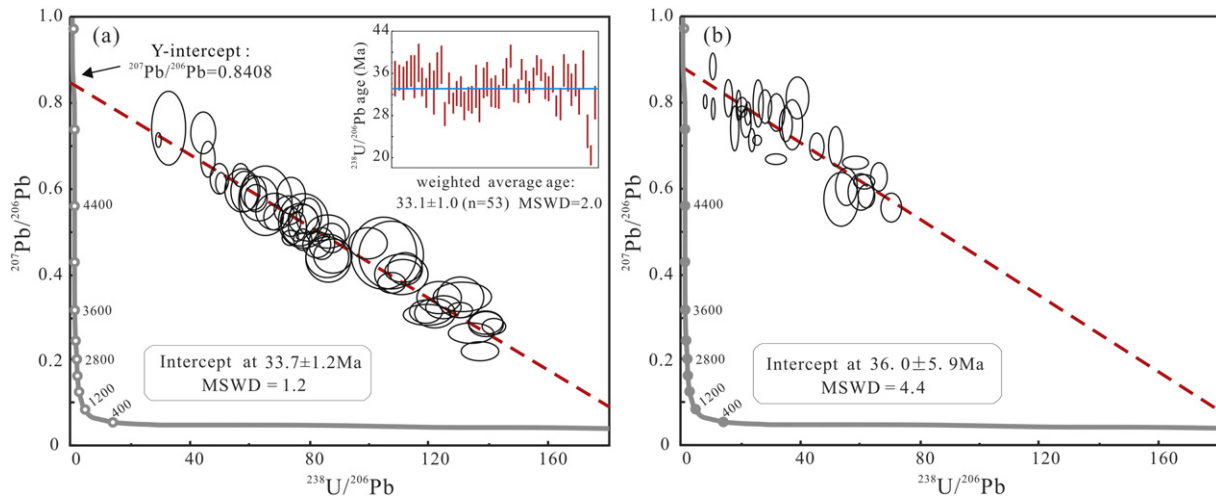 (a)
Y-intercept :
²⁰⁷Pb/²⁰⁶Pb=0.8408
1.0
0.8
0.6
0.4
0.2
0
²⁰⁷Pb/²⁰⁶Pb
4400
3600
2800
1200
400
44
36
28
20
²³⁸U/²⁰⁶Pb age (Ma)
weighted average age:
33.1±1.0 (n=53) MSWD=2.0
Intercept at 33.7±1.2Ma
MSWD = 1.2
0 40 80 120 160
²³⁸U/²⁰⁶Pb
(b)
1.0
0.8
0.6
0.4
0.2
0
²⁰⁷Pb/²⁰⁶Pb
4400
3600
2800
1200
400
Intercept at 36. 0±5. 9Ma
MSWD = 4.4
0 40 80 120 160
²³⁸U/²⁰⁶Pb